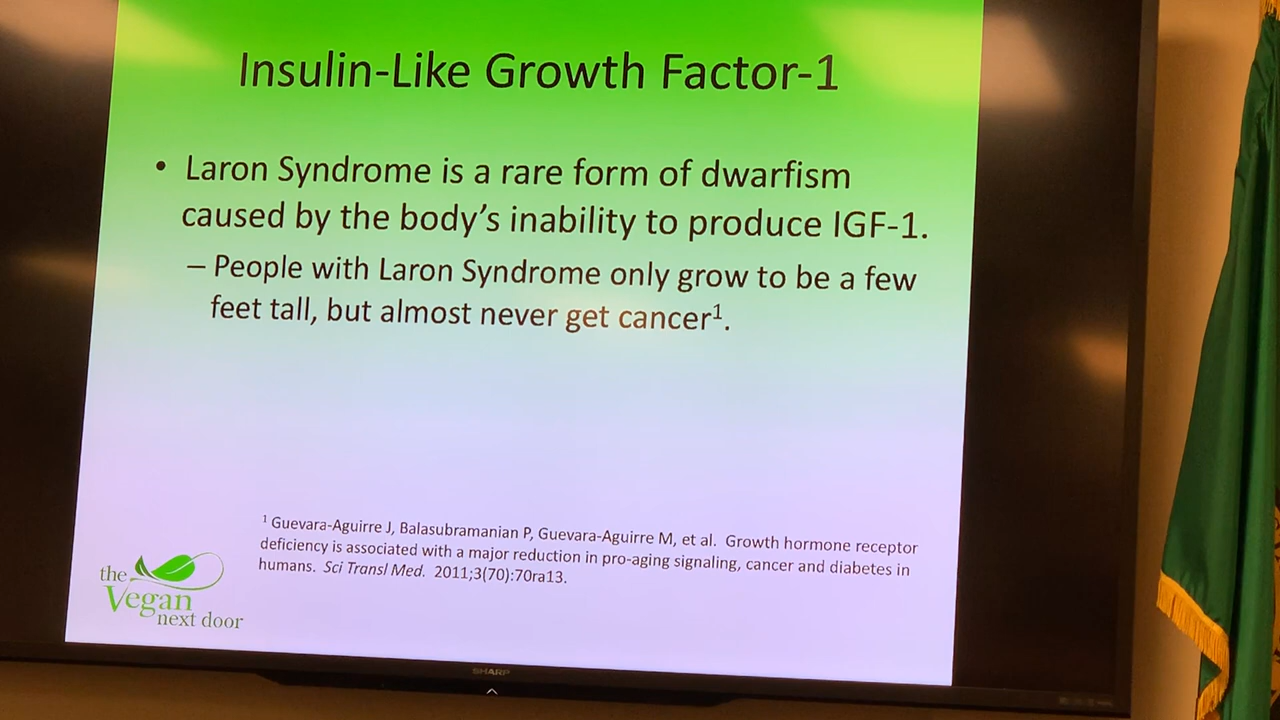 Insulin-Like Growth Factor-1
• Laron Syndrome is a rare form of dwarfism
caused by the body's inability to produce IGF-1.
– People with Laron Syndrome only grow to be a few
feet tall, but almost never get cancer¹.
¹ Guevara-Aguirre J, Balasubramanian P, Guevara-Aguirre M, et al. Growth hormone receptor
deficiency is associated with a major reduction in pro-aging signaling, cancer and diabetes in
humans. Sci Transl Med. 2011;3(70):70ra13.
the
Vegan
next door
SHARP